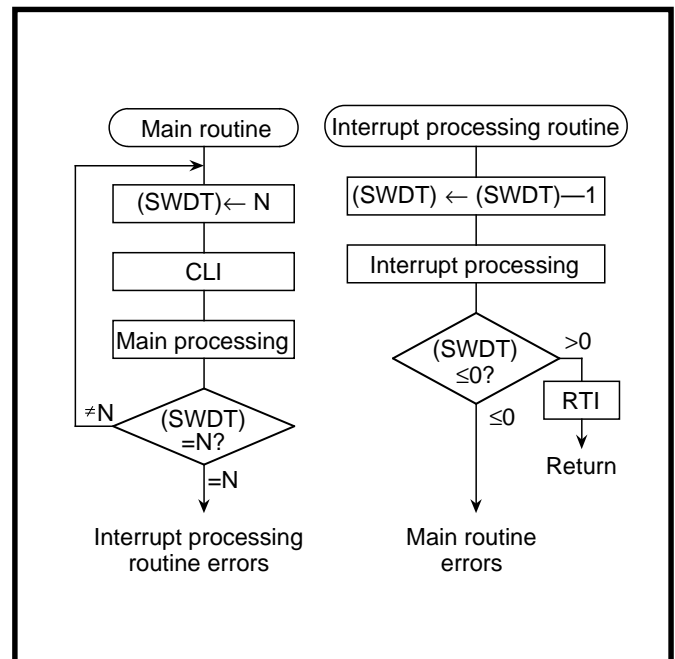 Main routine
(SWDT)← N
CLI
Main processing
≠N
(SWDT)
=N?
=N
Interrupt processing
routine errors
Interrupt processing routine
(SWDT) ← (SWDT)—1
Interrupt processing
(SWDT)
≤0?
>0
RTI
Return
≤0
Main routine
errors